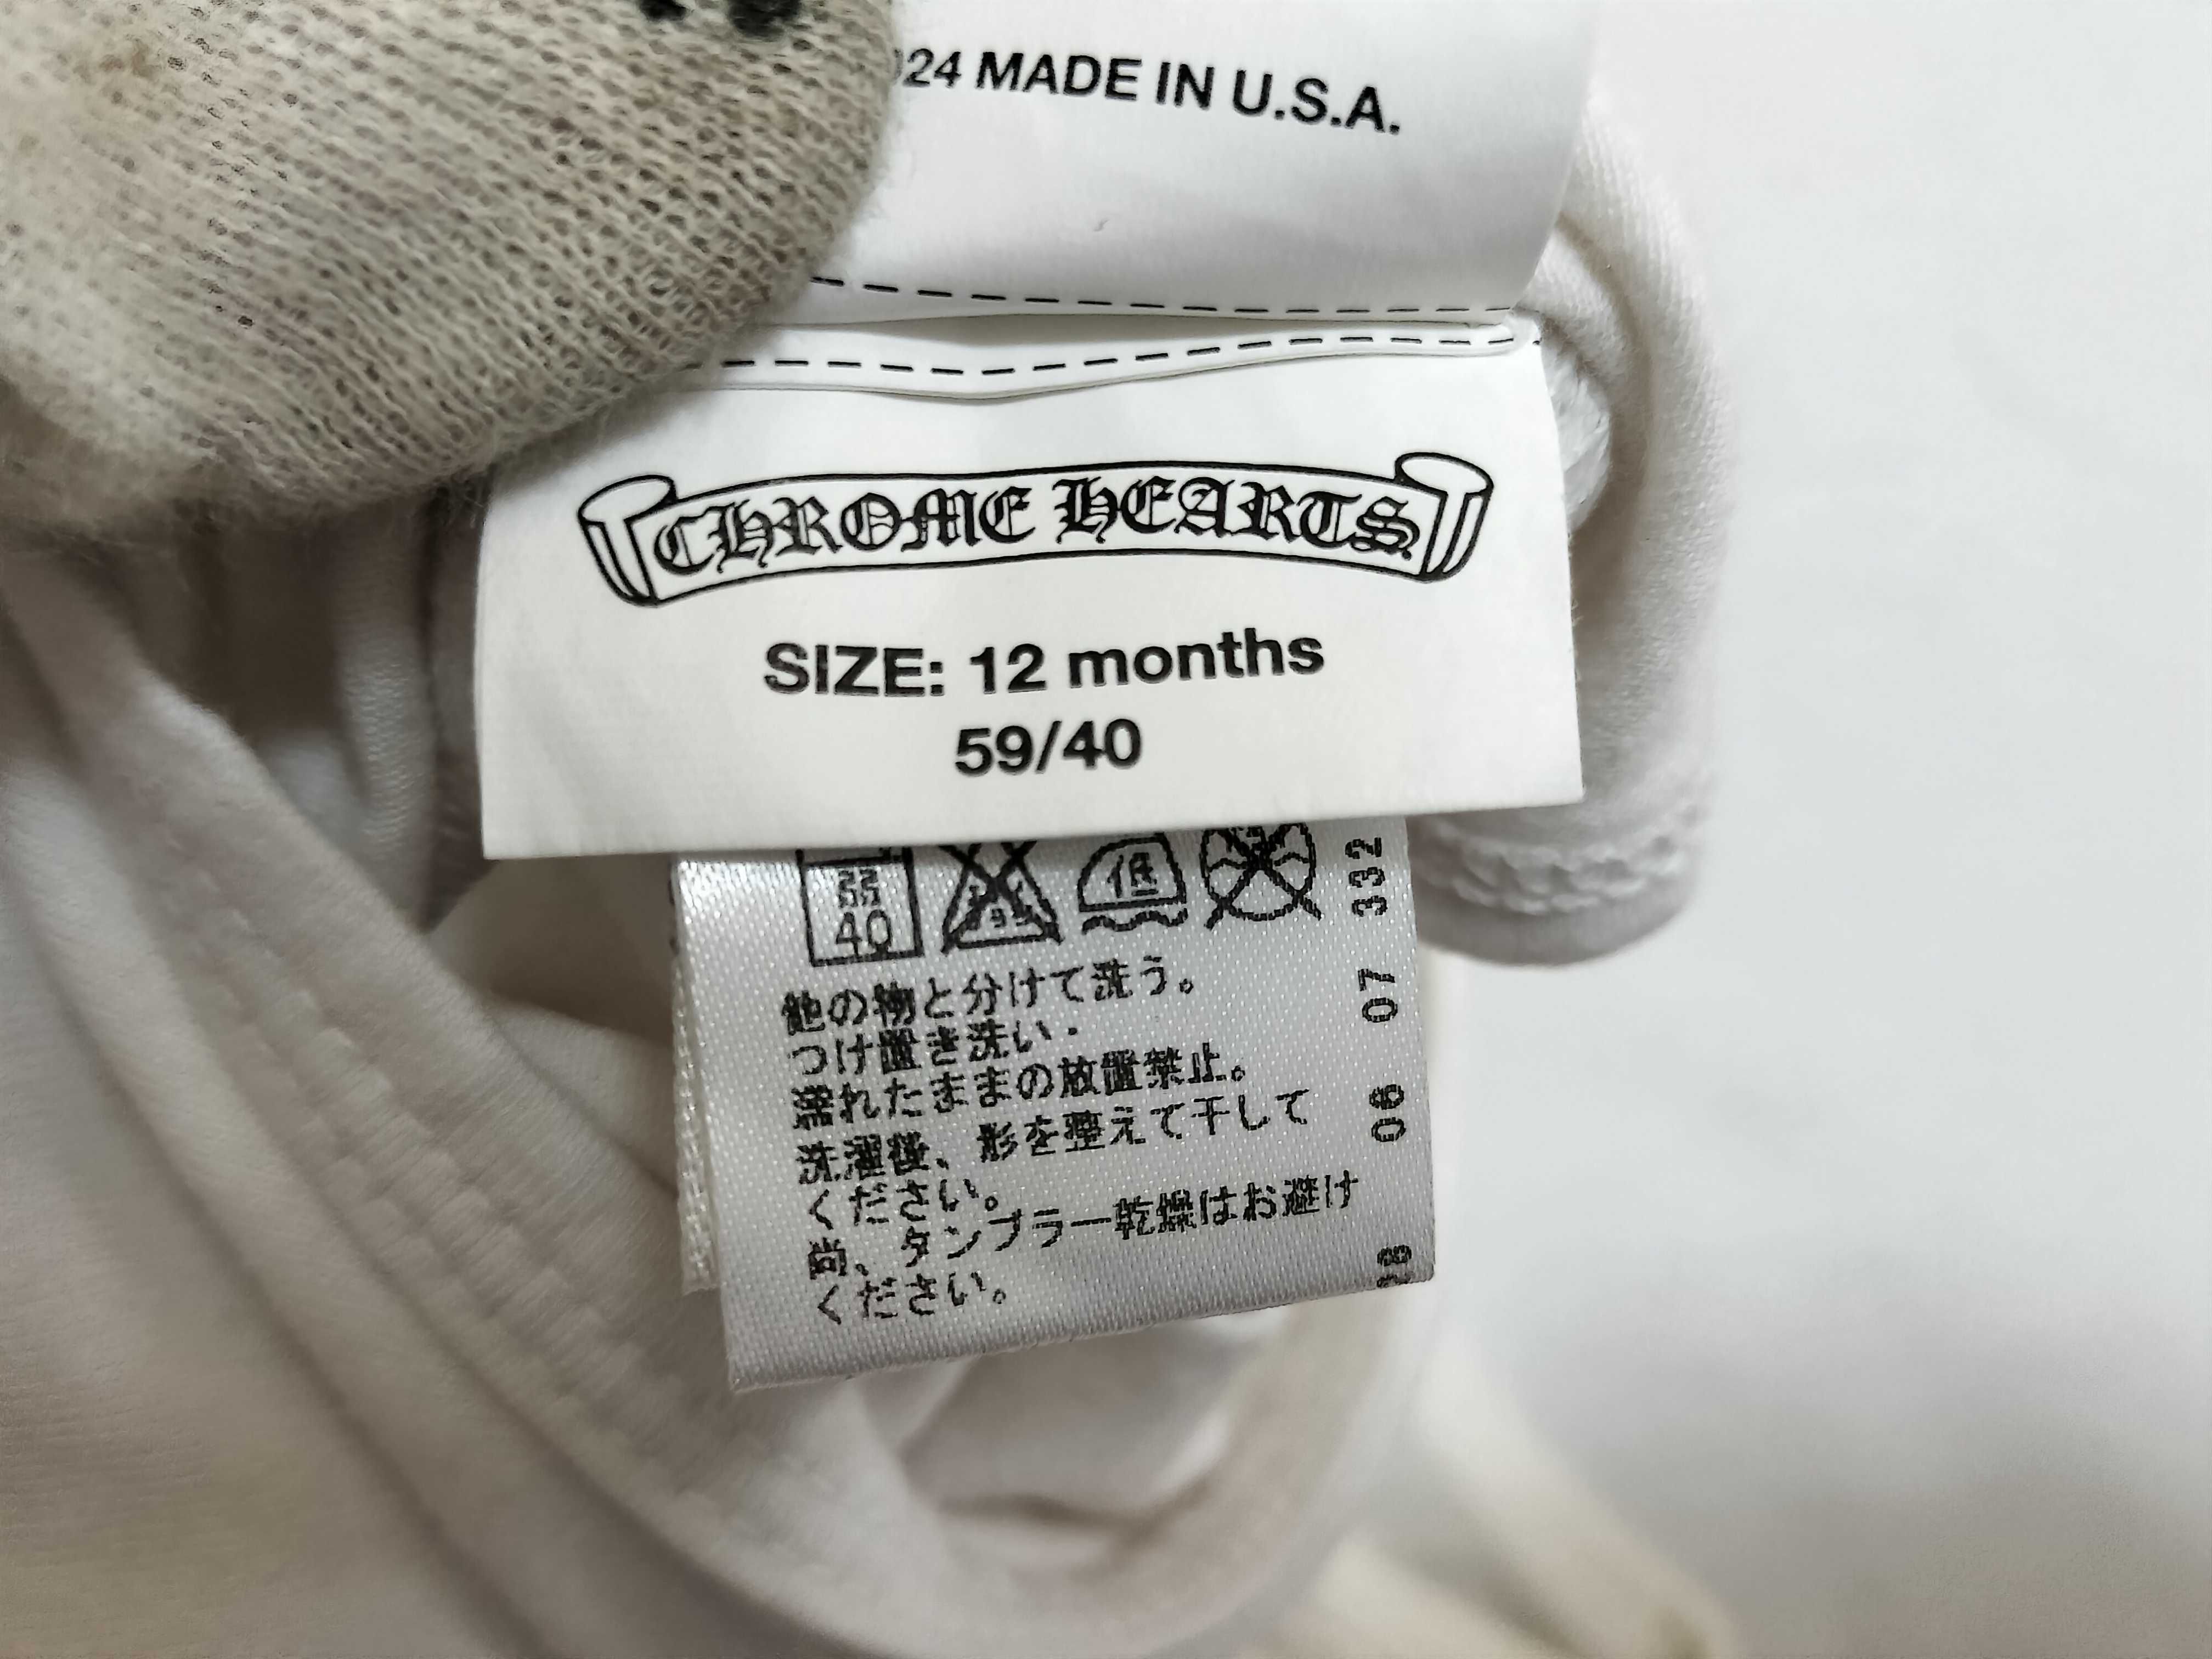 24 MADE IN U.S.A.
CHROME HEARTS
SIZE: 12 months
59/40
弱
40
低
他の物と分けて洗う。
つけ置き洗い・
濡れたままの放置禁止。
洗濯後、形を整えて干して
ください。
尚、タンブラー乾燥はお避け
ください。
332
07